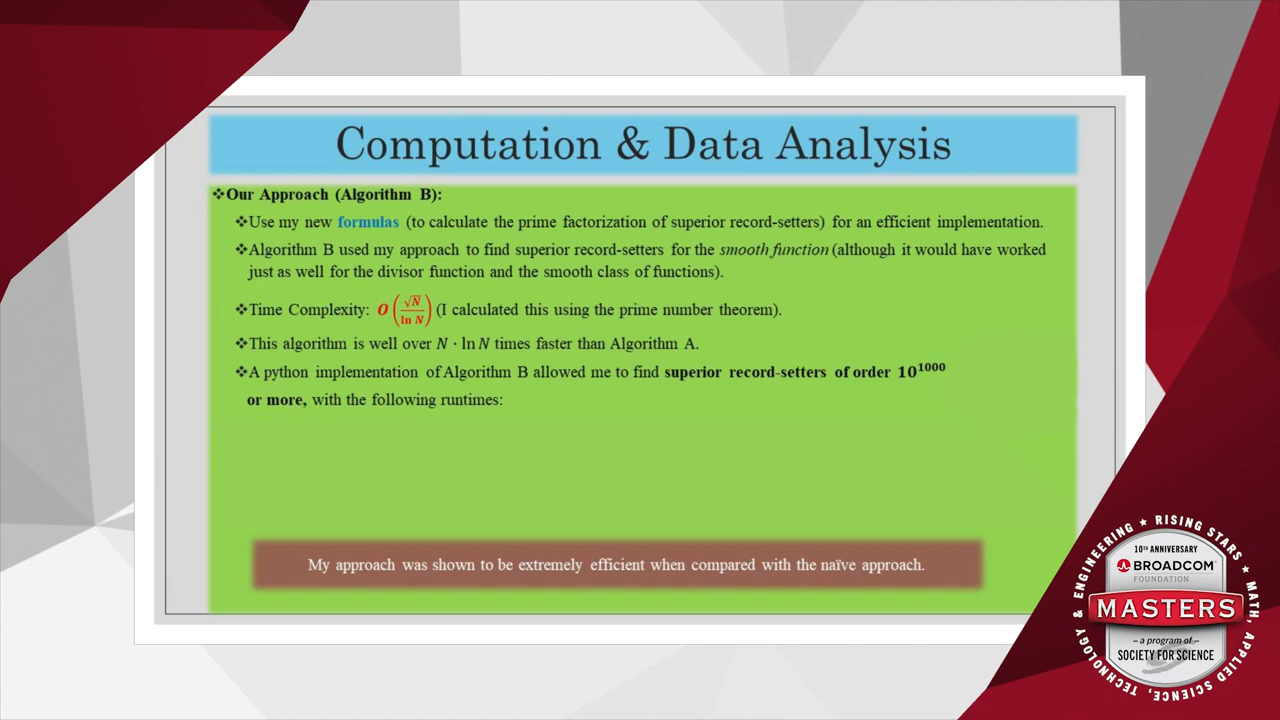 Computation & Data Analysis
❖Our Approach (Algorithm B):
❖Use my new formulas (to calculate the prime factorization of superior record-setters) for an efficient implementation.
❖Algorithm B used my approach to find superior record-setters for the smooth function (although it would have worked
just as well for the divisor function and the smooth class of functions).
❖Time Complexity: O(√N / ln N) (I calculated this using the prime number theorem).
❖This algorithm is well over N · ln N times faster than Algorithm A.
❖A python implementation of Algorithm B allowed me to find superior record-setters of order 10¹⁰⁰⁰
or more, with the following runtimes:
My approach was shown to be extremely efficient when compared with the naïve approach.
TECHNOLOGY & ENGINEERING ★ RISING STARS ★ MATH, APPLIED SCIENCE,
10TH ANNIVERSARY
BROADCOM
FOUNDATION
MASTERS
– a program of –
SOCIETY FOR SCIENCE